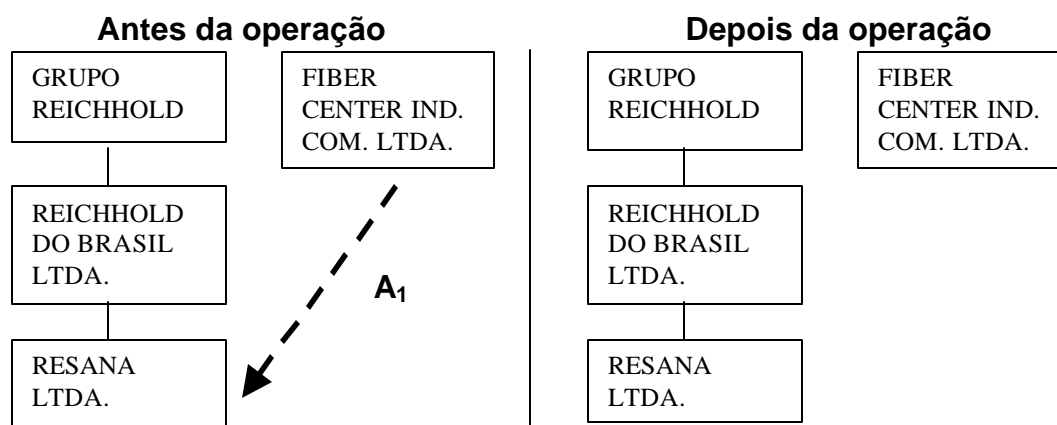 Antes da operação
GRUPO
REICHHOLD
FIBER
CENTER IND.
COM. LTDA.
REICHHOLD
DO BRASIL
LTDA.
A1
RESANA
LTDA.
Depois da operação
GRUPO
REICHHOLD
FIBER
CENTER IND.
COM. LTDA.
REICHHOLD
DO BRASIL
LTDA.
RESANA
LTDA.